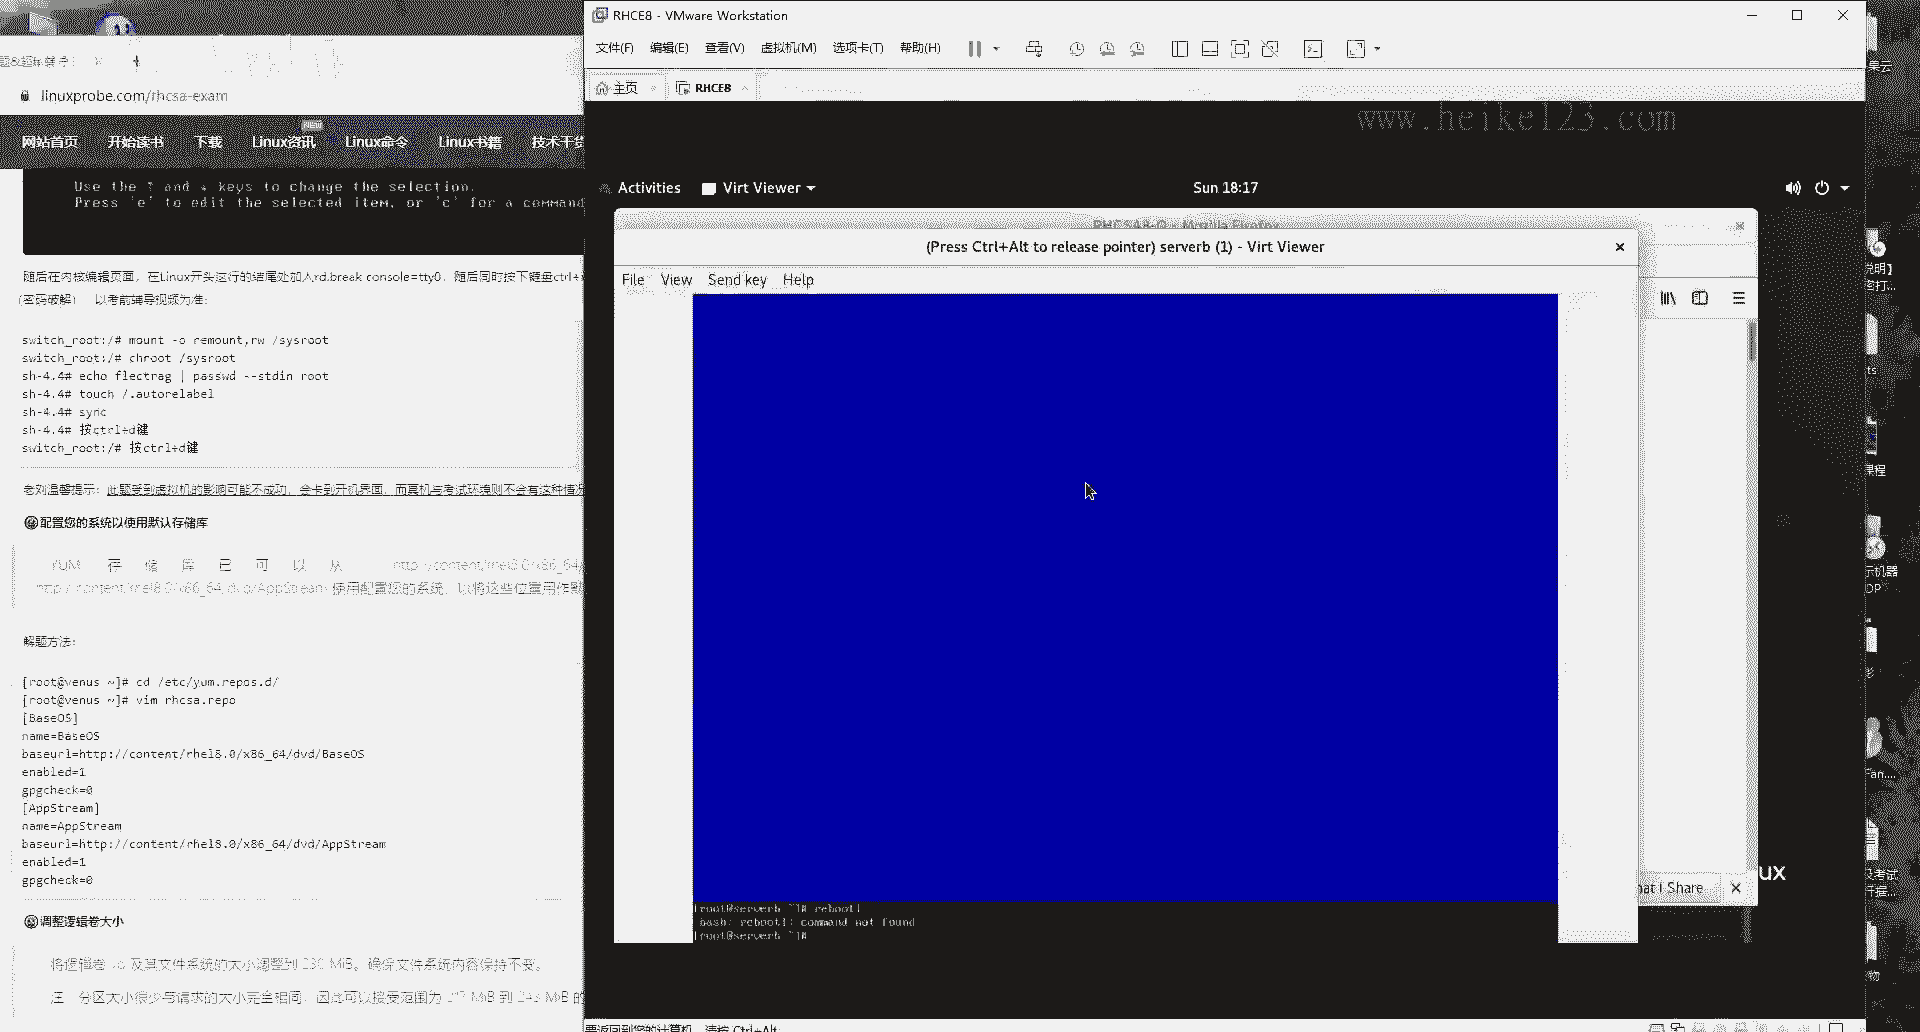 RHCE8 - VMware Workstation
文件(F) 编辑(E) 查看(V) 虚拟机(M) 选项卡(T) 帮助(H)
主页 RHCE8
www.heike123.com
linuxprobe.com/rhcsa-exam
网站首页 开始读书 下载 Linux资讯 Linux命令 Linux书籍 技术干货
Use the ↑ and ↓ keys to change the selection.
Press 'e' to edit the selected item, or 'c' for a command
随后在内核编辑页面，在Linux开头这行的结尾处加入rd.break console=tty0，随后同时按下键盘ctrl+
(密码破解) 以考前辅导视频为准：
switch_root:/# mount -o remount,rw /sysroot
switch_root:/# chroot /sysroot
sh-4.4# echo flectrag | passwd --stdin root
sh-4.4# touch /.autorelabel
sh-4.4# sync
sh-4.4# 按ctrl+d键
switch_root:/# 按ctrl+d键
老刘温馨提示：此题受到虚拟机的影响可能不成功，会卡到开机界面，而真机与考试环境则不会有这种情况
配置您的系统以使用默认存储库
YUM 存 储 库 已 可 以 从 http://content/rhel8.0/x86_64/
http://content/rhel8.0/x86_64/dvd/AppStream 使用配置您的系统，以将这些位置用作默
解题方法：
[root@venus ~]# cd /etc/yum.repos.d/
[root@venus ~]# vim rhcsa.repo
[BaseOS]
name=BaseOS
baseurl=http://content/rhel8.0/x86_64/dvd/BaseOS
enabled=1
gpgcheck=0
[AppStream]
name=AppStream
baseurl=http://content/rhel8.0/x86_64/dvd/AppStream
enabled=1
gpgcheck=0
调整逻辑卷大小
将逻辑卷 vo 及其文件系统的大小调整到 230 MiB。确保文件系统内容保持不变。
注：分区大小很少与请求的大小完全相同，因此可以接受范围为 217 MiB 到 243 MiB 的
Activities Virt Viewer Sun 18:17
RHCSA8-Q - Mozilla Firefox
(Press Ctrl+Alt to release pointer) serverb (1) - Virt Viewer
File View Send key Help
[root@serverb ~]# reboot1
bash: reboot1: command not found
[root@serverb ~]#
hat I Share
ux
要返回到您的计算机，请按 Ctrl+Alt。